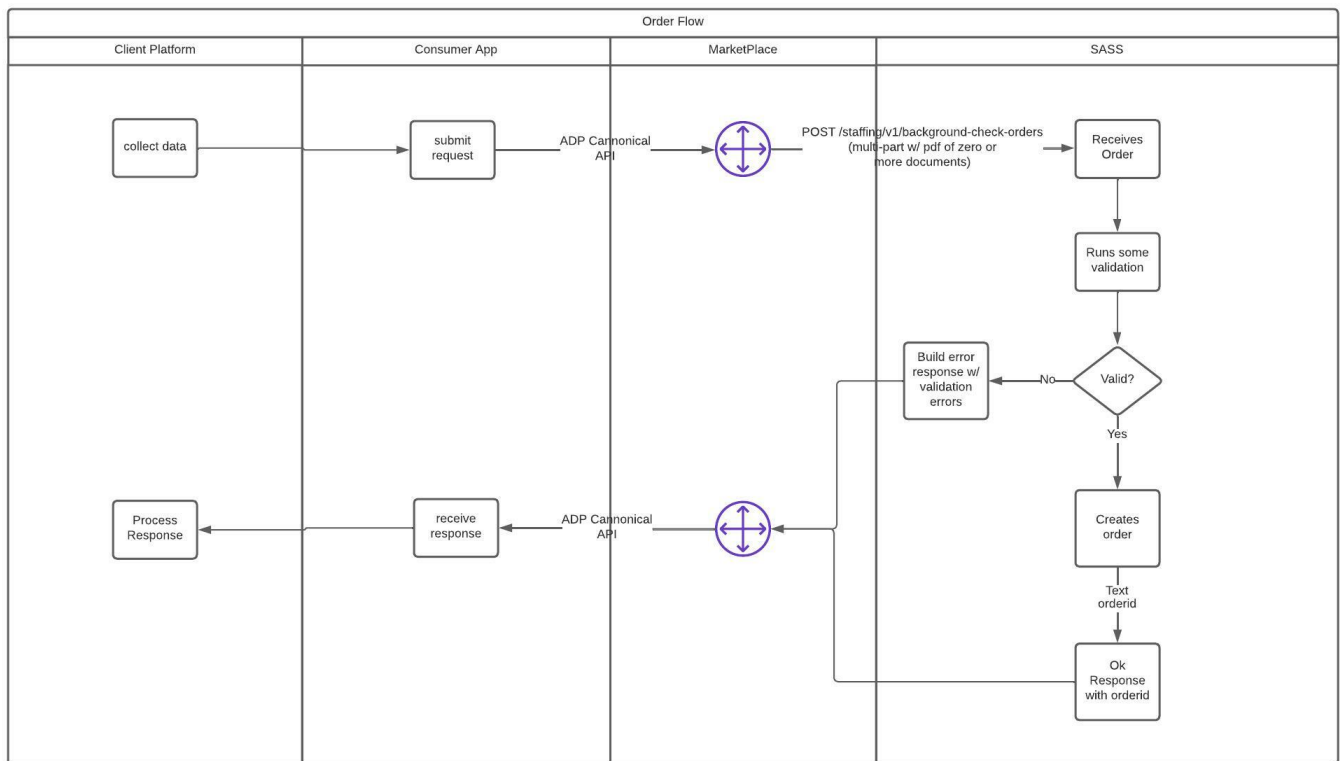 Order Flow
Client Platform
Consumer App
MarketPlace
SASS
collect data
submit
request
ADP Cannonical
API
POST /staffing/v1/background-check-orders
(multi-part w/ pdf of zero or
more documents)
Receives
Order
Runs some
validation
Valid?
No
Build error
response w/
validation
errors
Yes
Creates
order
Text
orderid
Ok
Response
with orderid
ADP Cannonical
API
receive
response
Process
Response